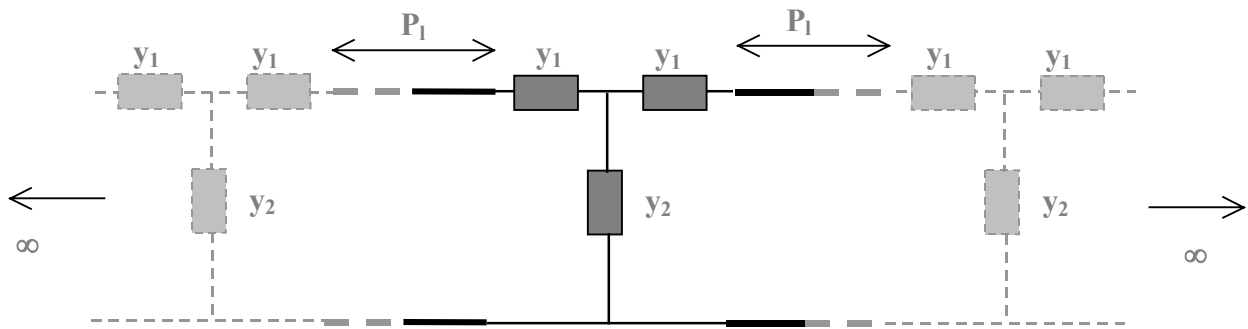 P₁ P₁
y₁ y₁ y₁ y₁ y₁ y₁
y₂ y₂ y₂
∞ ∞